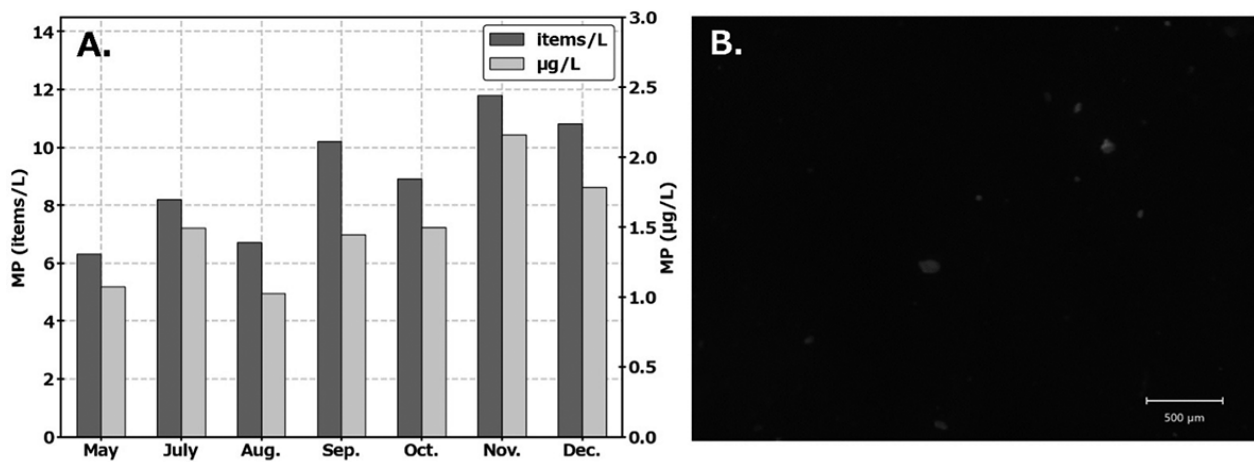 A.
items/L
µg/L
MP (items/L)
14
12
10
8
6
4
2
0
May July Aug. Sep. Oct. Nov. Dec.
3.0
2.5
2.0
1.5
1.0
0.5
0.0
MP (µg/L)
B.
500 µm